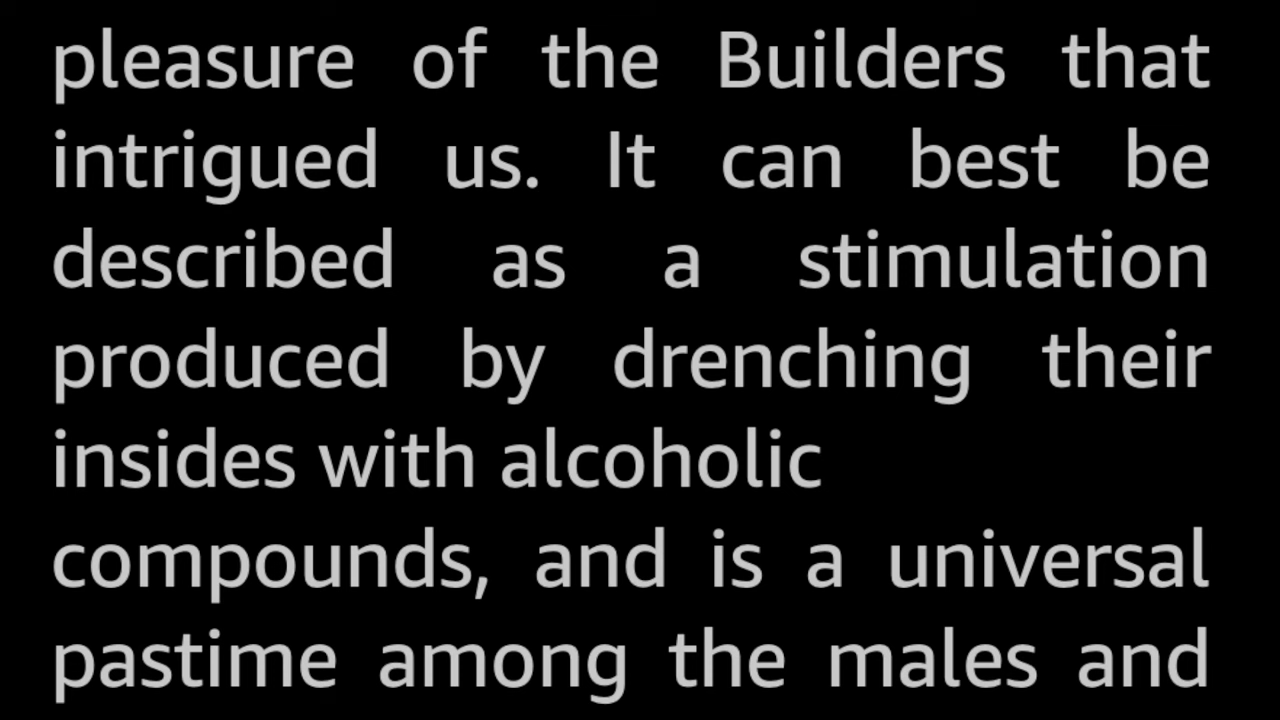 pleasure of the Builders that
intrigued us. It can best be
described as a stimulation
produced by drenching their
insides with alcoholic
compounds, and is a universal
pastime among the males and